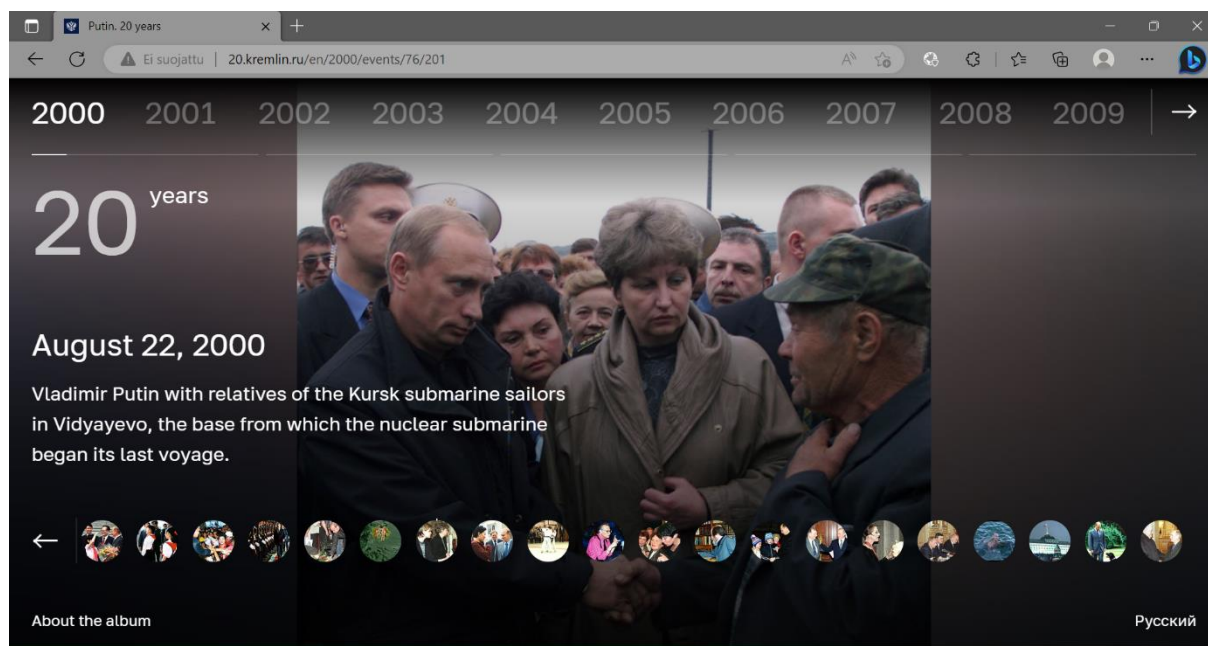 Putin. 20 years
Ei suojattu | 20.kremlin.ru/en/2000/events/76/201
2000 2001 2002 2003 2004 2005 2006 2007 2008 2009
20 years
August 22, 2000
Vladimir Putin with relatives of the Kursk submarine sailors
in Vidyayevo, the base from which the nuclear submarine
began its last voyage.
About the album
Русский